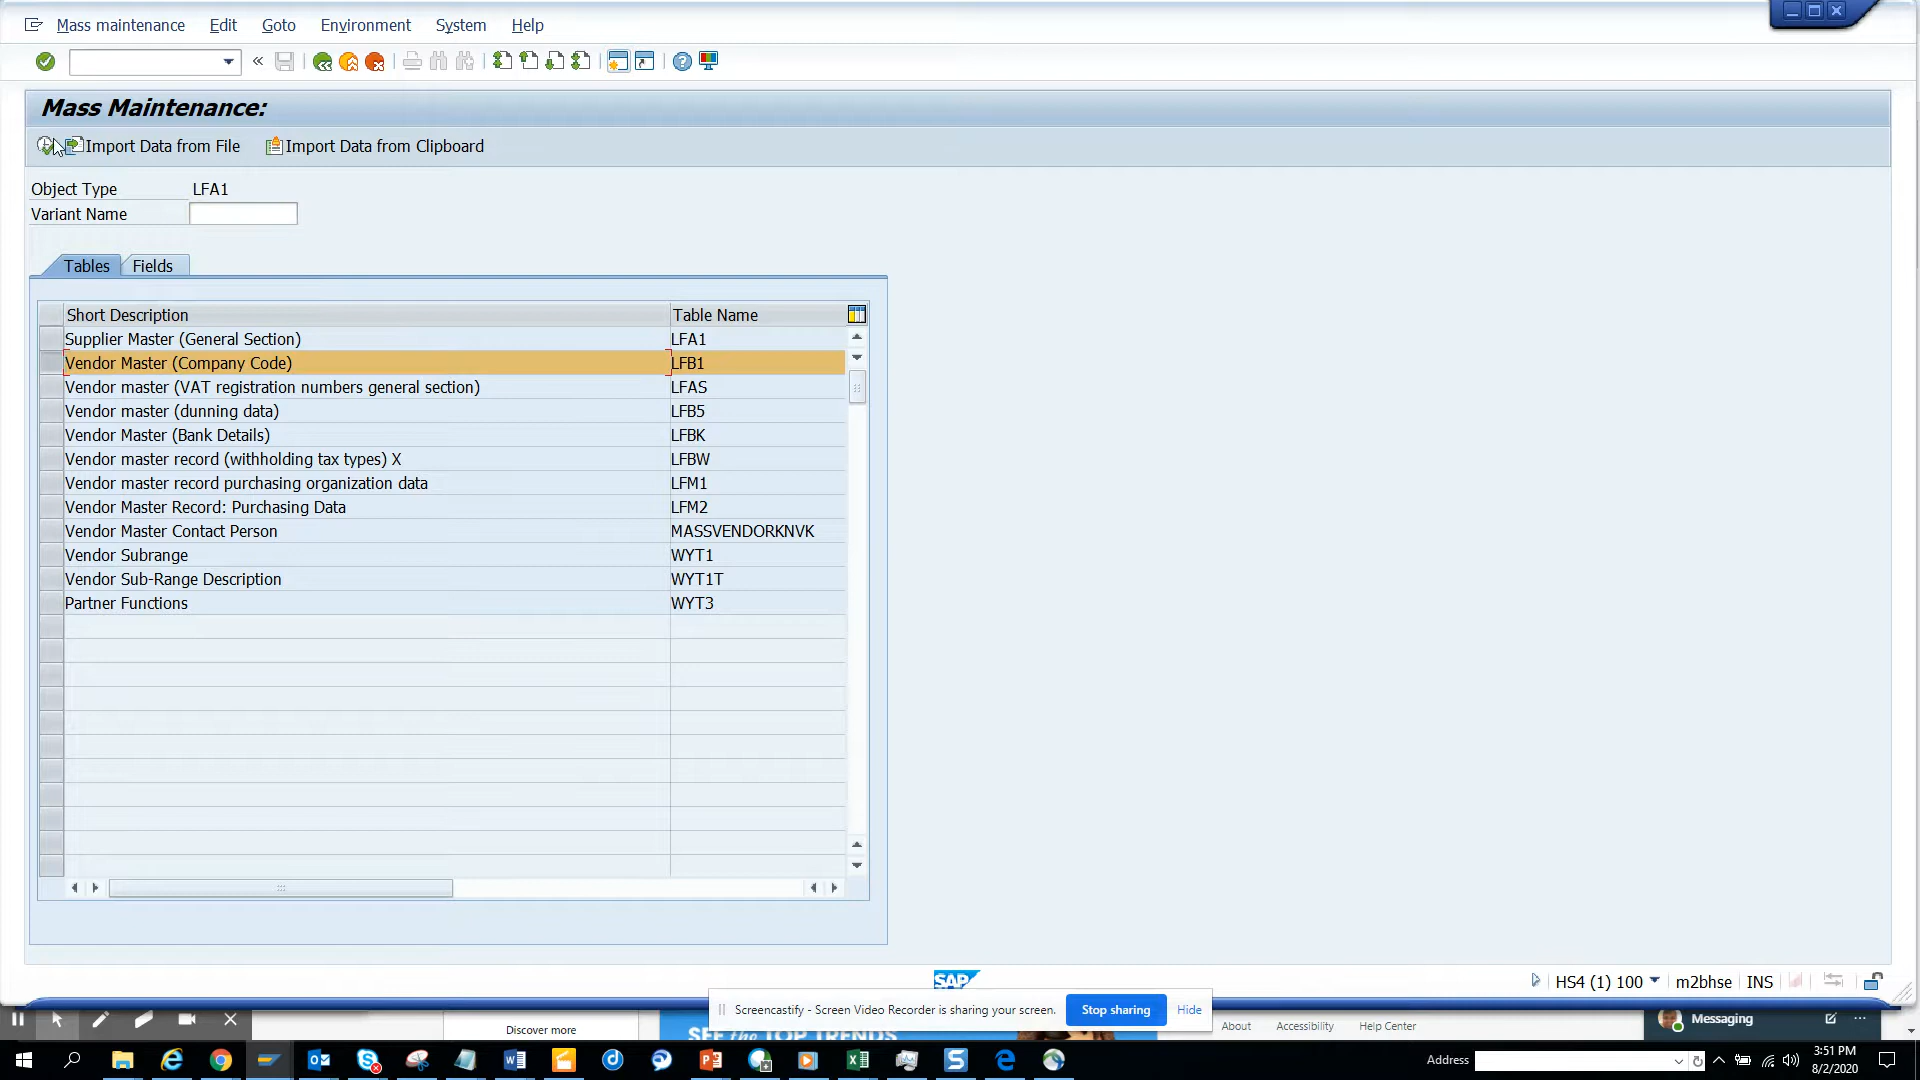 Mass maintenance Edit Goto Environment System Help
Mass Maintenance:
Import Data from File Import Data from Clipboard
Object Type LFA1
Variant Name
Tables Fields
Short Description Table Name
Supplier Master (General Section) LFA1
Vendor Master (Company Code) LFB1
Vendor master (VAT registration numbers general section) LFAS
Vendor master (dunning data) LFB5
Vendor Master (Bank Details) LFBK
Vendor master record (withholding tax types) X LFBW
Vendor master record purchasing organization data LFM1
Vendor Master Record: Purchasing Data LFM2
Vendor Master Contact Person MASSVENDORKNVK
Vendor Subrange WYT1
Vendor Sub-Range Description WYT1T
Partner Functions WYT3
SAP
HS4 (1) 100 m2bhse INS
Screencastify - Screen Video Recorder is sharing your screen. Stop sharing Hide
Discover more
SEE the TOP TRENDS
About Accessibility Help Center
Messaging
Address
3:51 PM
8/2/2020